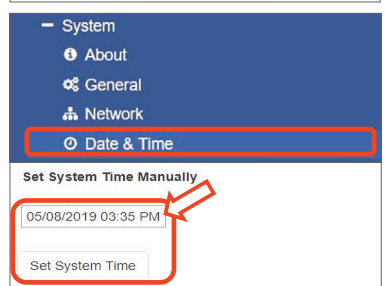 System
About
General
Network
Date & Time
Set System Time Manually
05/08/2019 03:35 PM
Set System Time